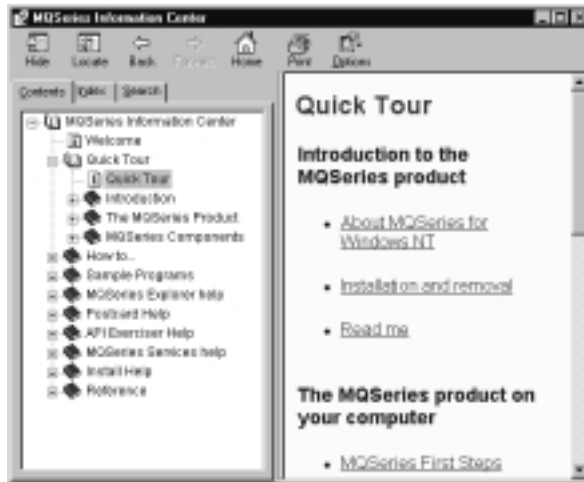 MQSeries Information Center
Hide Locate Back Forward Home Print Options
Contents Index Search
MQSeries Information Center
Welcome
Quick Tour
Quick Tour
Introduction
The MQSeries Product
MQSeries Components
How to...
Sample Programs
MQSeries Explorer help
Postcard Help
API Exerciser Help
MQSeries Services help
Install Help
Reference
Quick Tour
Introduction to the
MQSeries product
• About MQSeries for
Windows NT
• Installation and removal
• Read me
The MQSeries product on
your computer
• MQSeries First Steps